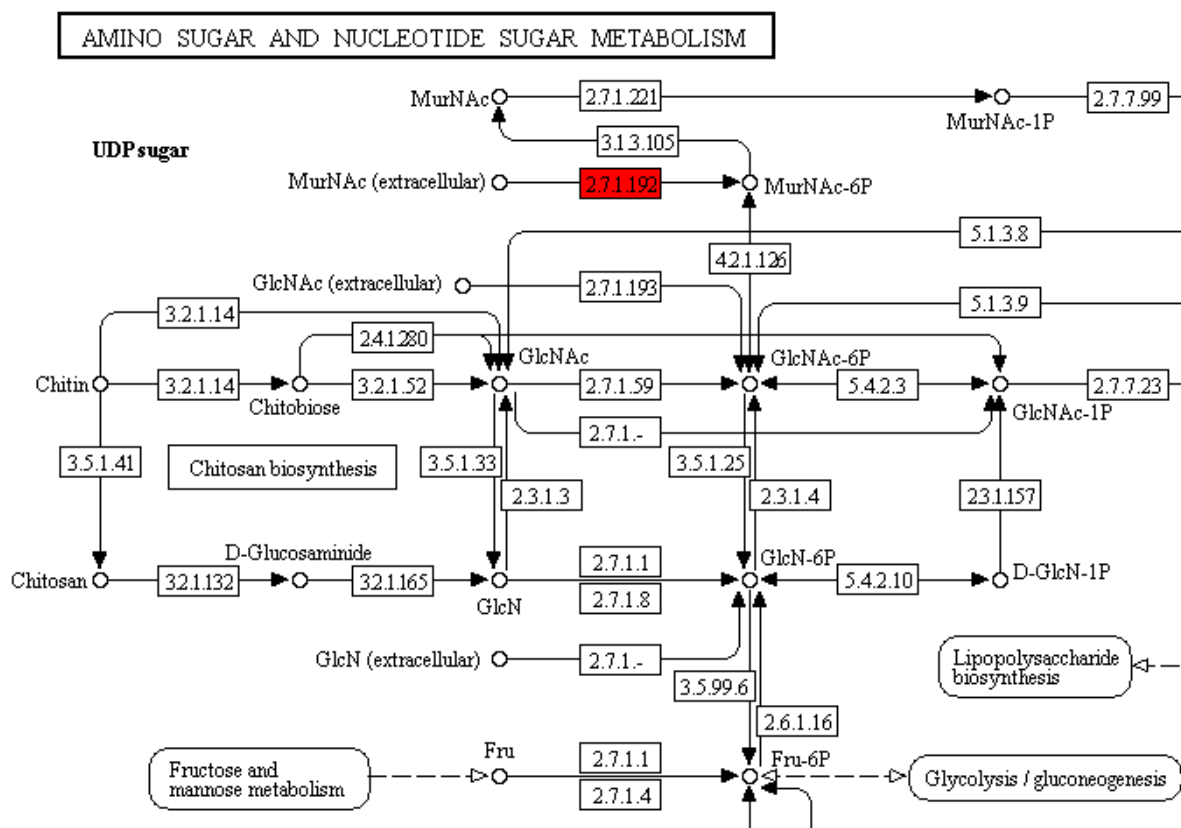 AMINO SUGAR AND NUCLEOTIDE SUGAR METABOLISM
MurNAc
2.7.1.221
MurNAc-1P
2.7.7.99
UDP sugar
3.1.3.105
MurNAc (extracellular)
2.7.1.192
MurNAc-6P
5.1.3.8
4.2.1.126
GlcNAc (extracellular)
2.7.1.193
5.1.3.9
3.2.1.14
2.4.1.280
GlcNAc
GlcNAc-6P
Chitin
3.2.1.14
Chitobiose
3.2.1.52
2.7.1.59
5.4.2.3
GlcNAc-1P
2.7.7.23
2.7.1.-
3.5.1.41
Chitosan biosynthesis
3.5.1.33
3.5.1.25
2.3.1.3
2.3.1.4
2.3.1.157
D-Glucosaminide
GlcN-6P
Chitosan
3.2.1.132
3.2.1.165
GlcN
2.7.1.1
2.7.1.8
5.4.2.10
D-GlcN-1P
GlcN (extracellular)
2.7.1.-
Lipopolysaccharide
biosynthesis
3.5.99.6
2.6.1.16
Fructose and
mannose metabolism
Fru
2.7.1.1
2.7.1.4
Fru-6P
Glycolysis / gluconeogenesis